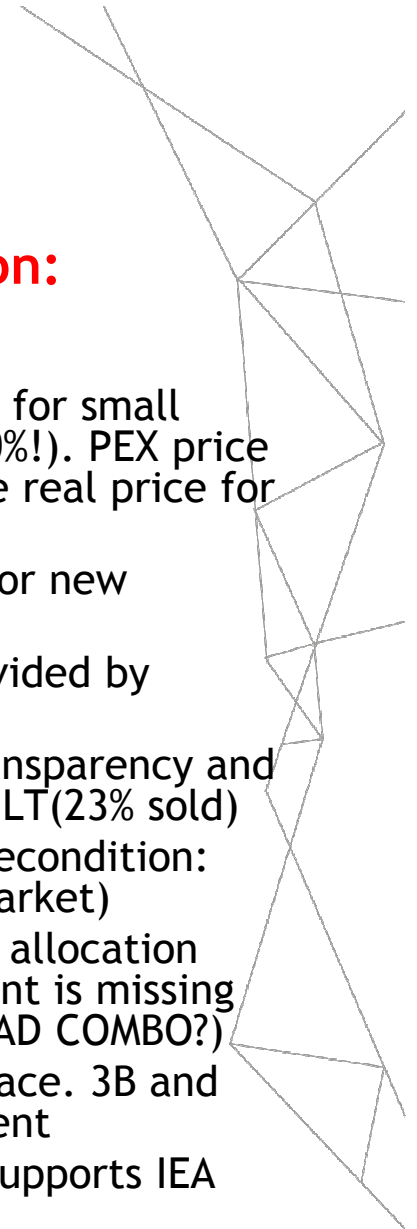 on:
for small
0%!). PEX price
e real price for
or new
vided by
nsparency and
LT(23% sold)
econdition:
arket)
allocation
nt is missing
AD COMBO?)
ace. 3B and
ent
upports IEA